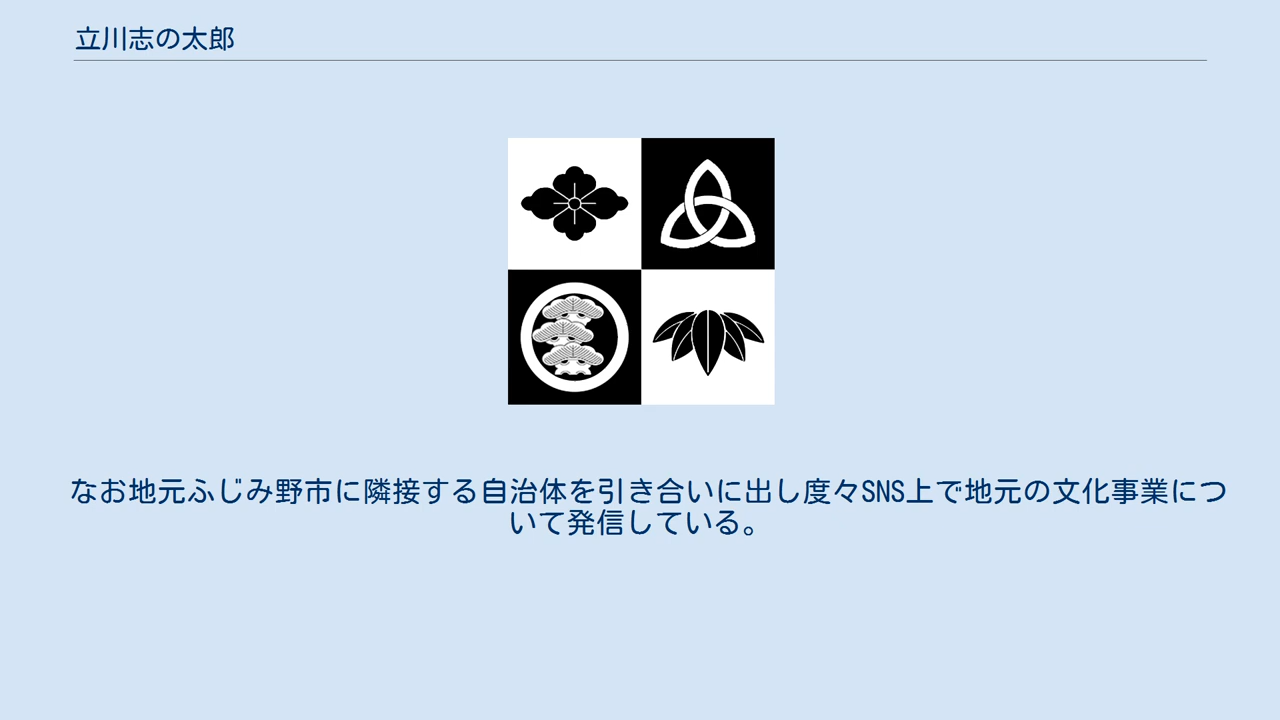 立川志の太郎
なお地元ふじみ野市に隣接する自治体を引き合いに出し度々SNS上で地元の文化事業につ
いて発信している。